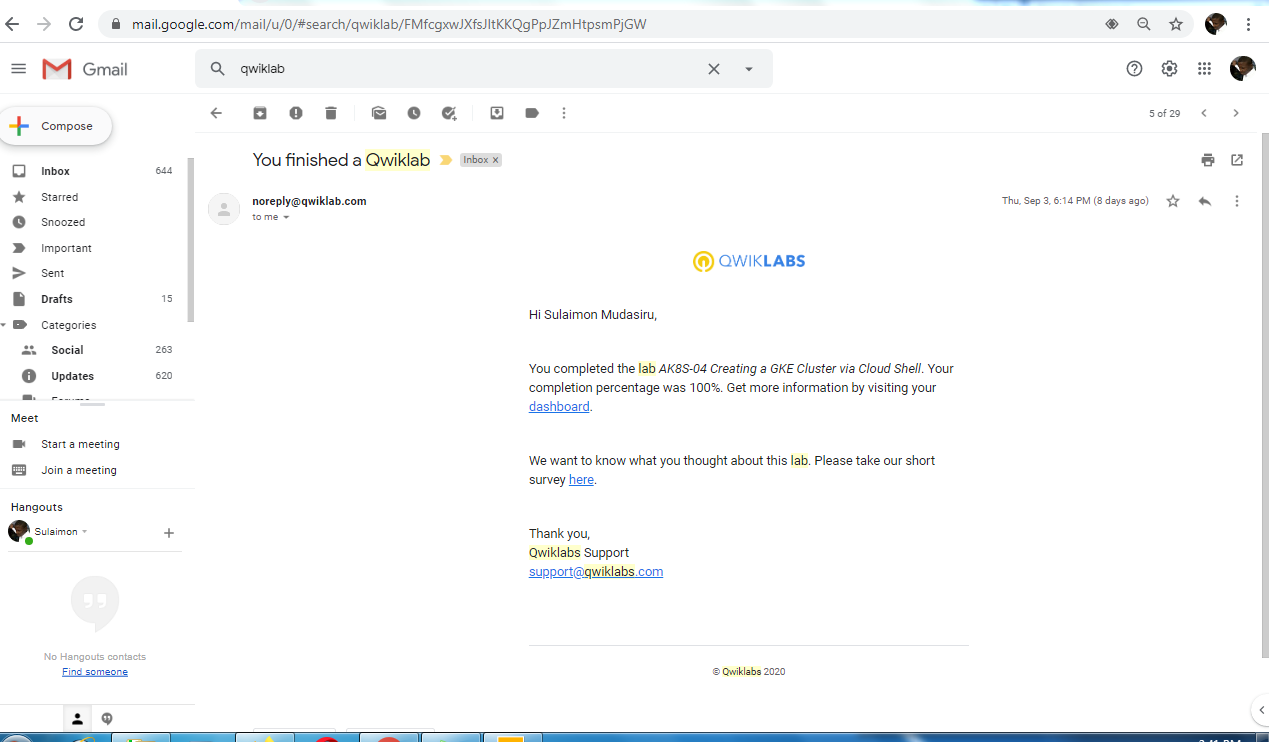 mail.google.com/mail/u/0/#search/qwiklab/FMfcgxwJXfsJltKKQgPpJZmHtpsmPjGW
Gmail
qwiklab
Compose
5 of 29
Inbox 644
Starred
Snoozed
Important
Sent
Drafts 15
Categories
Social 263
Updates 620
Forums
Meet
Start a meeting
Join a meeting
Hangouts
Sulaimon
No Hangouts contacts
Find someone
You finished a Qwiklab
Inbox x
noreply@qwiklab.com
to me
Thu, Sep 3, 6:14 PM (8 days ago)
QWIKLABS
Hi Sulaimon Mudasiru,
You completed the lab AK8S-04 Creating a GKE Cluster via Cloud Shell. Your
completion percentage was 100%. Get more information by visiting your
dashboard.
We want to know what you thought about this lab. Please take our short
survey here.
Thank you,
Qwiklabs Support
support@qwiklabs.com
© Qwiklabs 2020